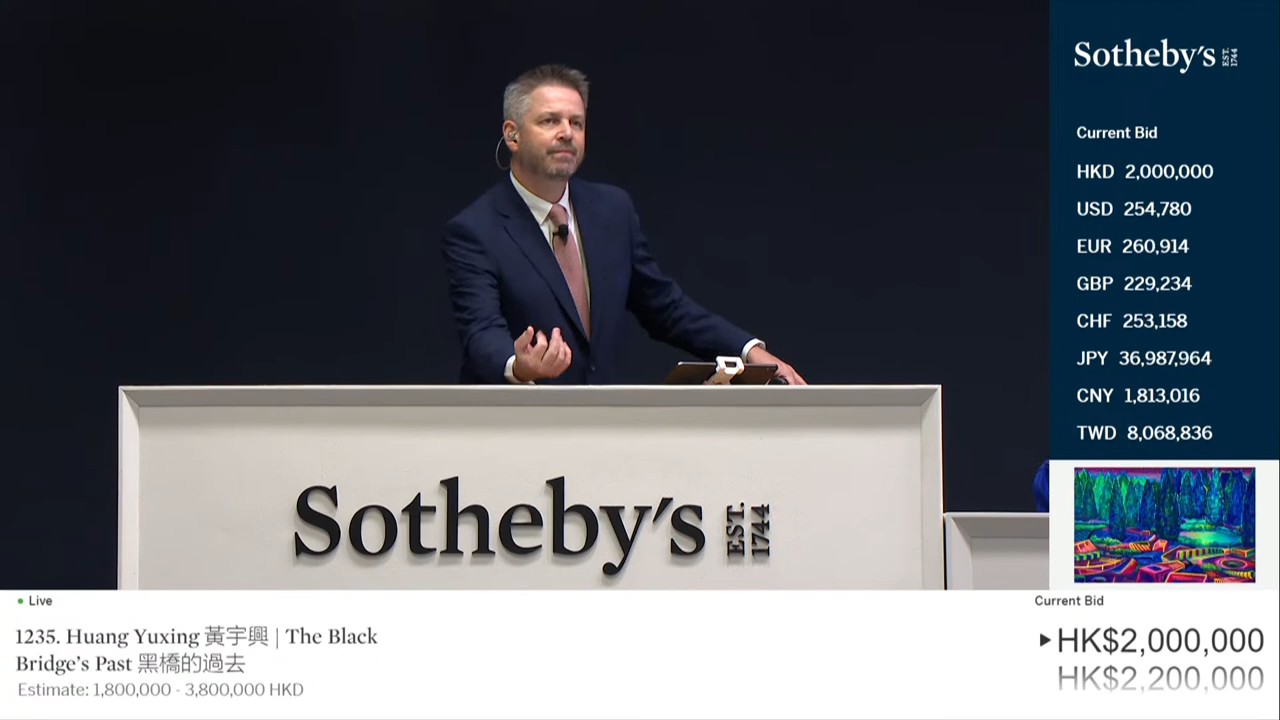 Sotheby's EST. 1744
Current Bid
HKD 2,000,000
USD 254,780
EUR 260,914
GBP 229,234
CHF 253,158
JPY 36,987,964
CNY 1,813,016
TWD 8,068,836
Sotheby's EST. 1744
Live
1235. Huang Yuxing 黃宇興 | The Black
Bridge's Past 黑橋的過去
Estimate: 1,800,000 - 3,800,000 HKD
Current Bid
HK$2,000,000
HK$2,200,000